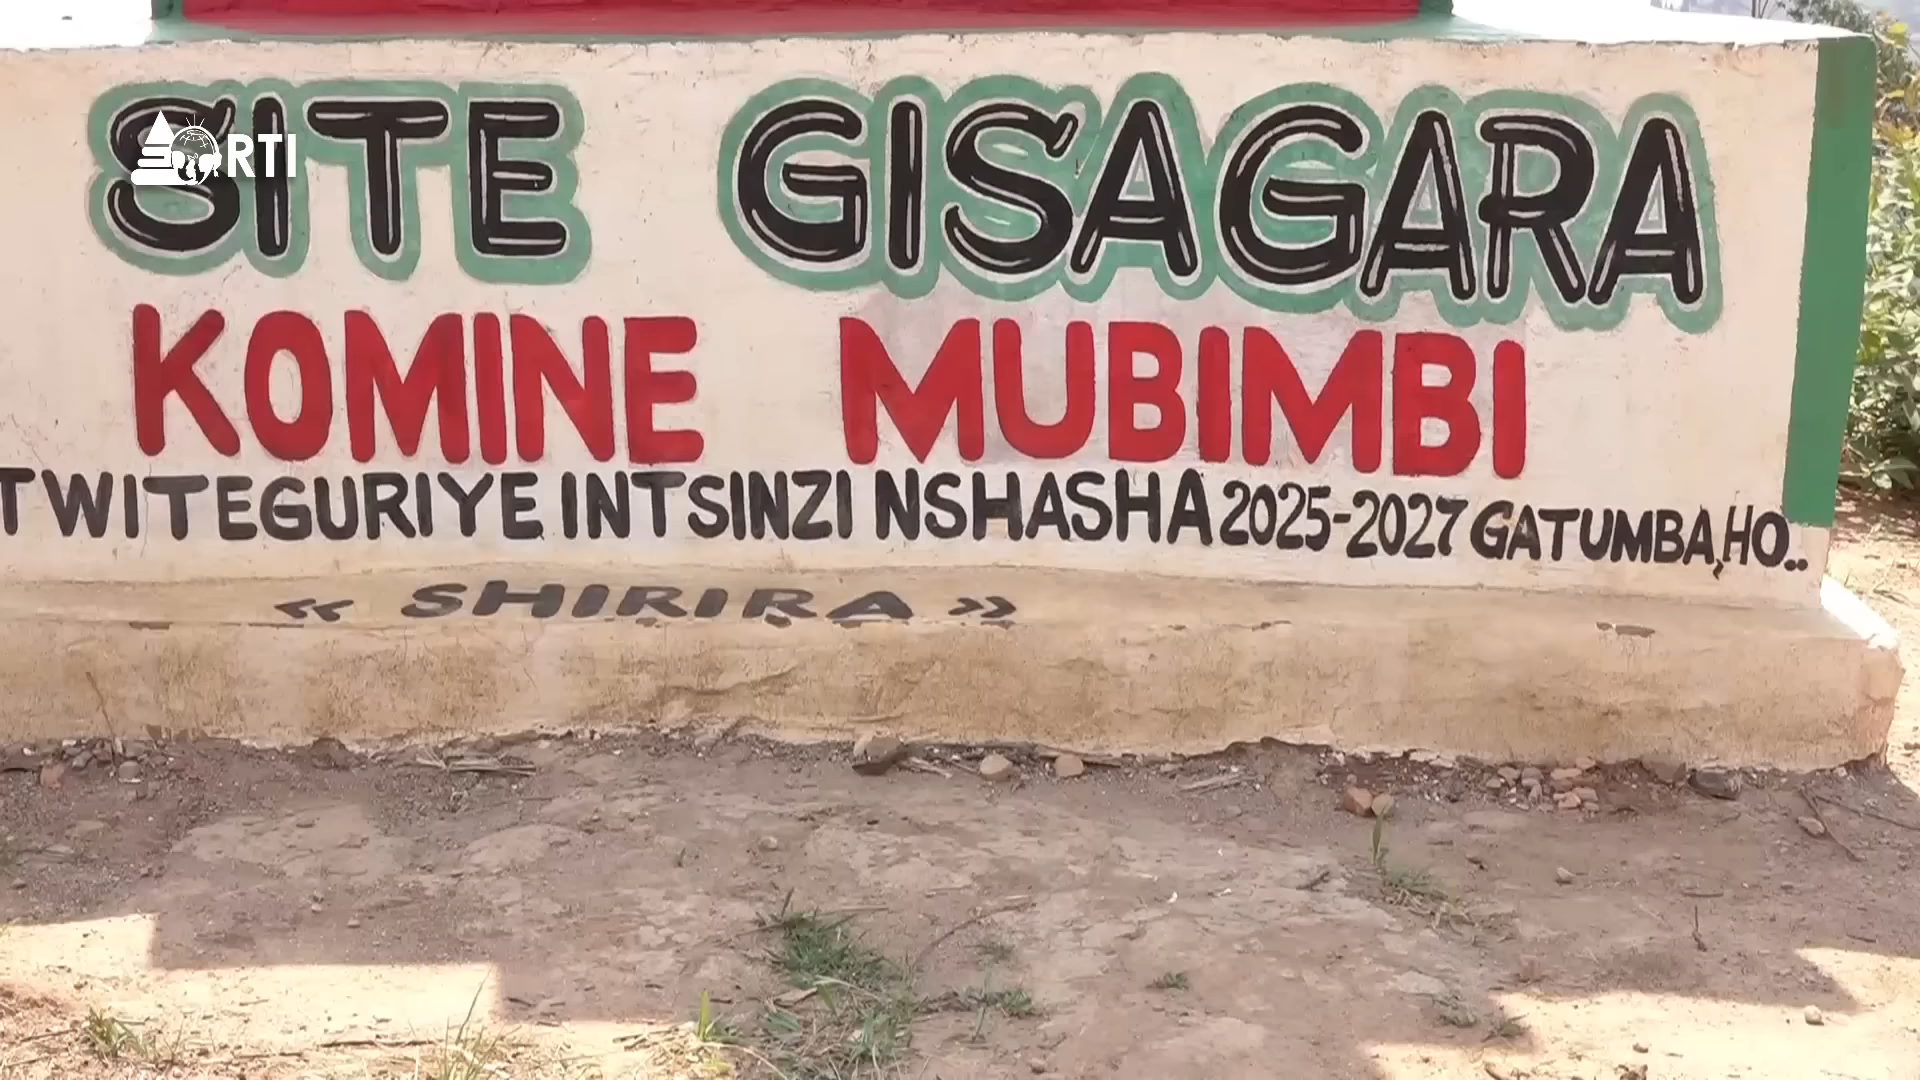 RTI
SITE GISAGARA
KOMINE MUBIMBI
TWITEGURIYE INTSINZI NSHASHA 2025-2027 GATUMBA, HO..
« SHIRIRA »